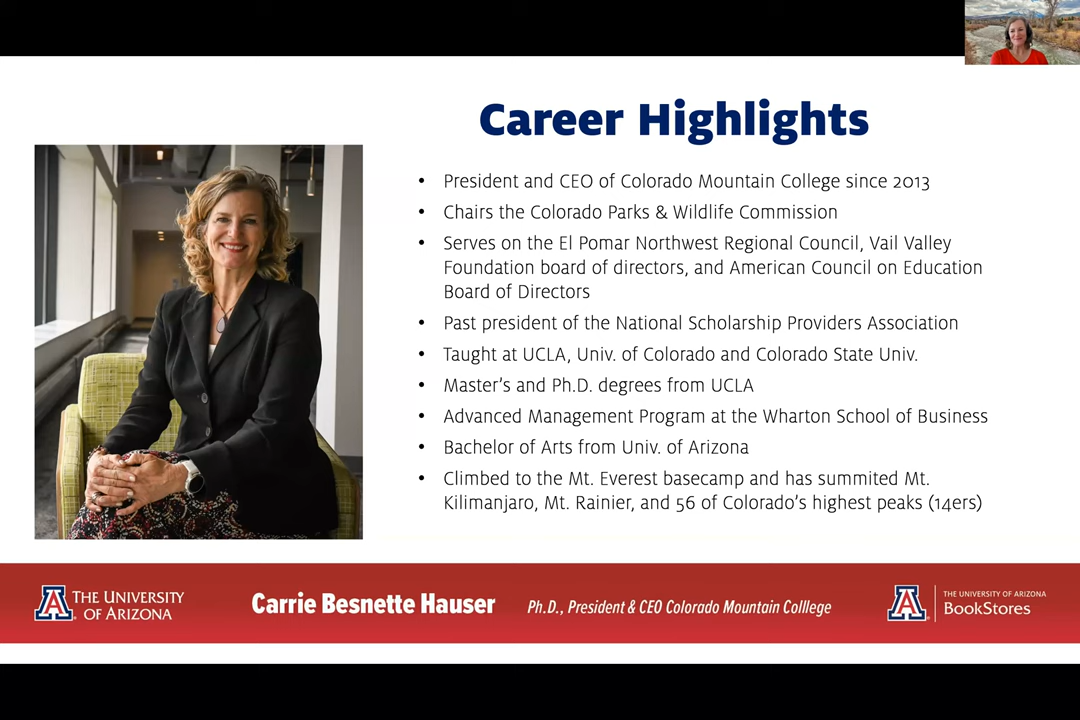 Career Highlights
• President and CEO of Colorado Mountain College since 2013
• Chairs the Colorado Parks & Wildlife Commission
• Serves on the El Pomar Northwest Regional Council, Vail Valley
Foundation board of directors, and American Council on Education
Board of Directors
• Past president of the National Scholarship Providers Association
• Taught at UCLA, Univ. of Colorado and Colorado State Univ.
• Master's and Ph.D. degrees from UCLA
• Advanced Management Program at the Wharton School of Business
• Bachelor of Arts from Univ. of Arizona
• Climbed to the Mt. Everest basecamp and has summited Mt.
Kilimanjaro, Mt. Rainier, and 56 of Colorado's highest peaks (14ers)
A THE UNIVERSITY
OF ARIZONA
Carrie Besnette Hauser
Ph.D., President & CEO Colorado Mountain Colllege
A THE UNIVERSITY OF ARIZONA
BookStores